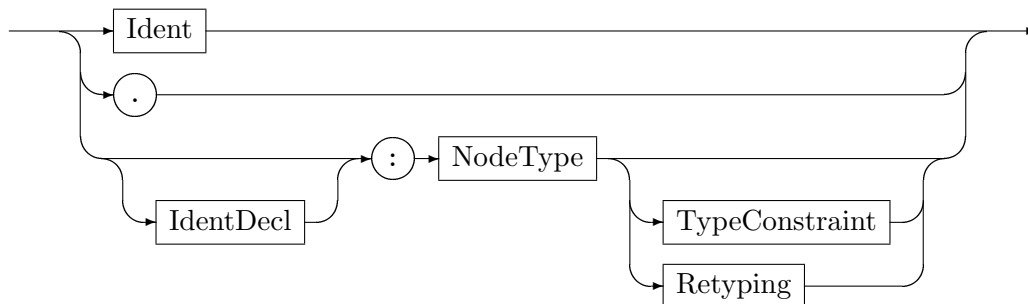 Ident
.
: NodeType
IdentDecl TypeConstraint
Retyping